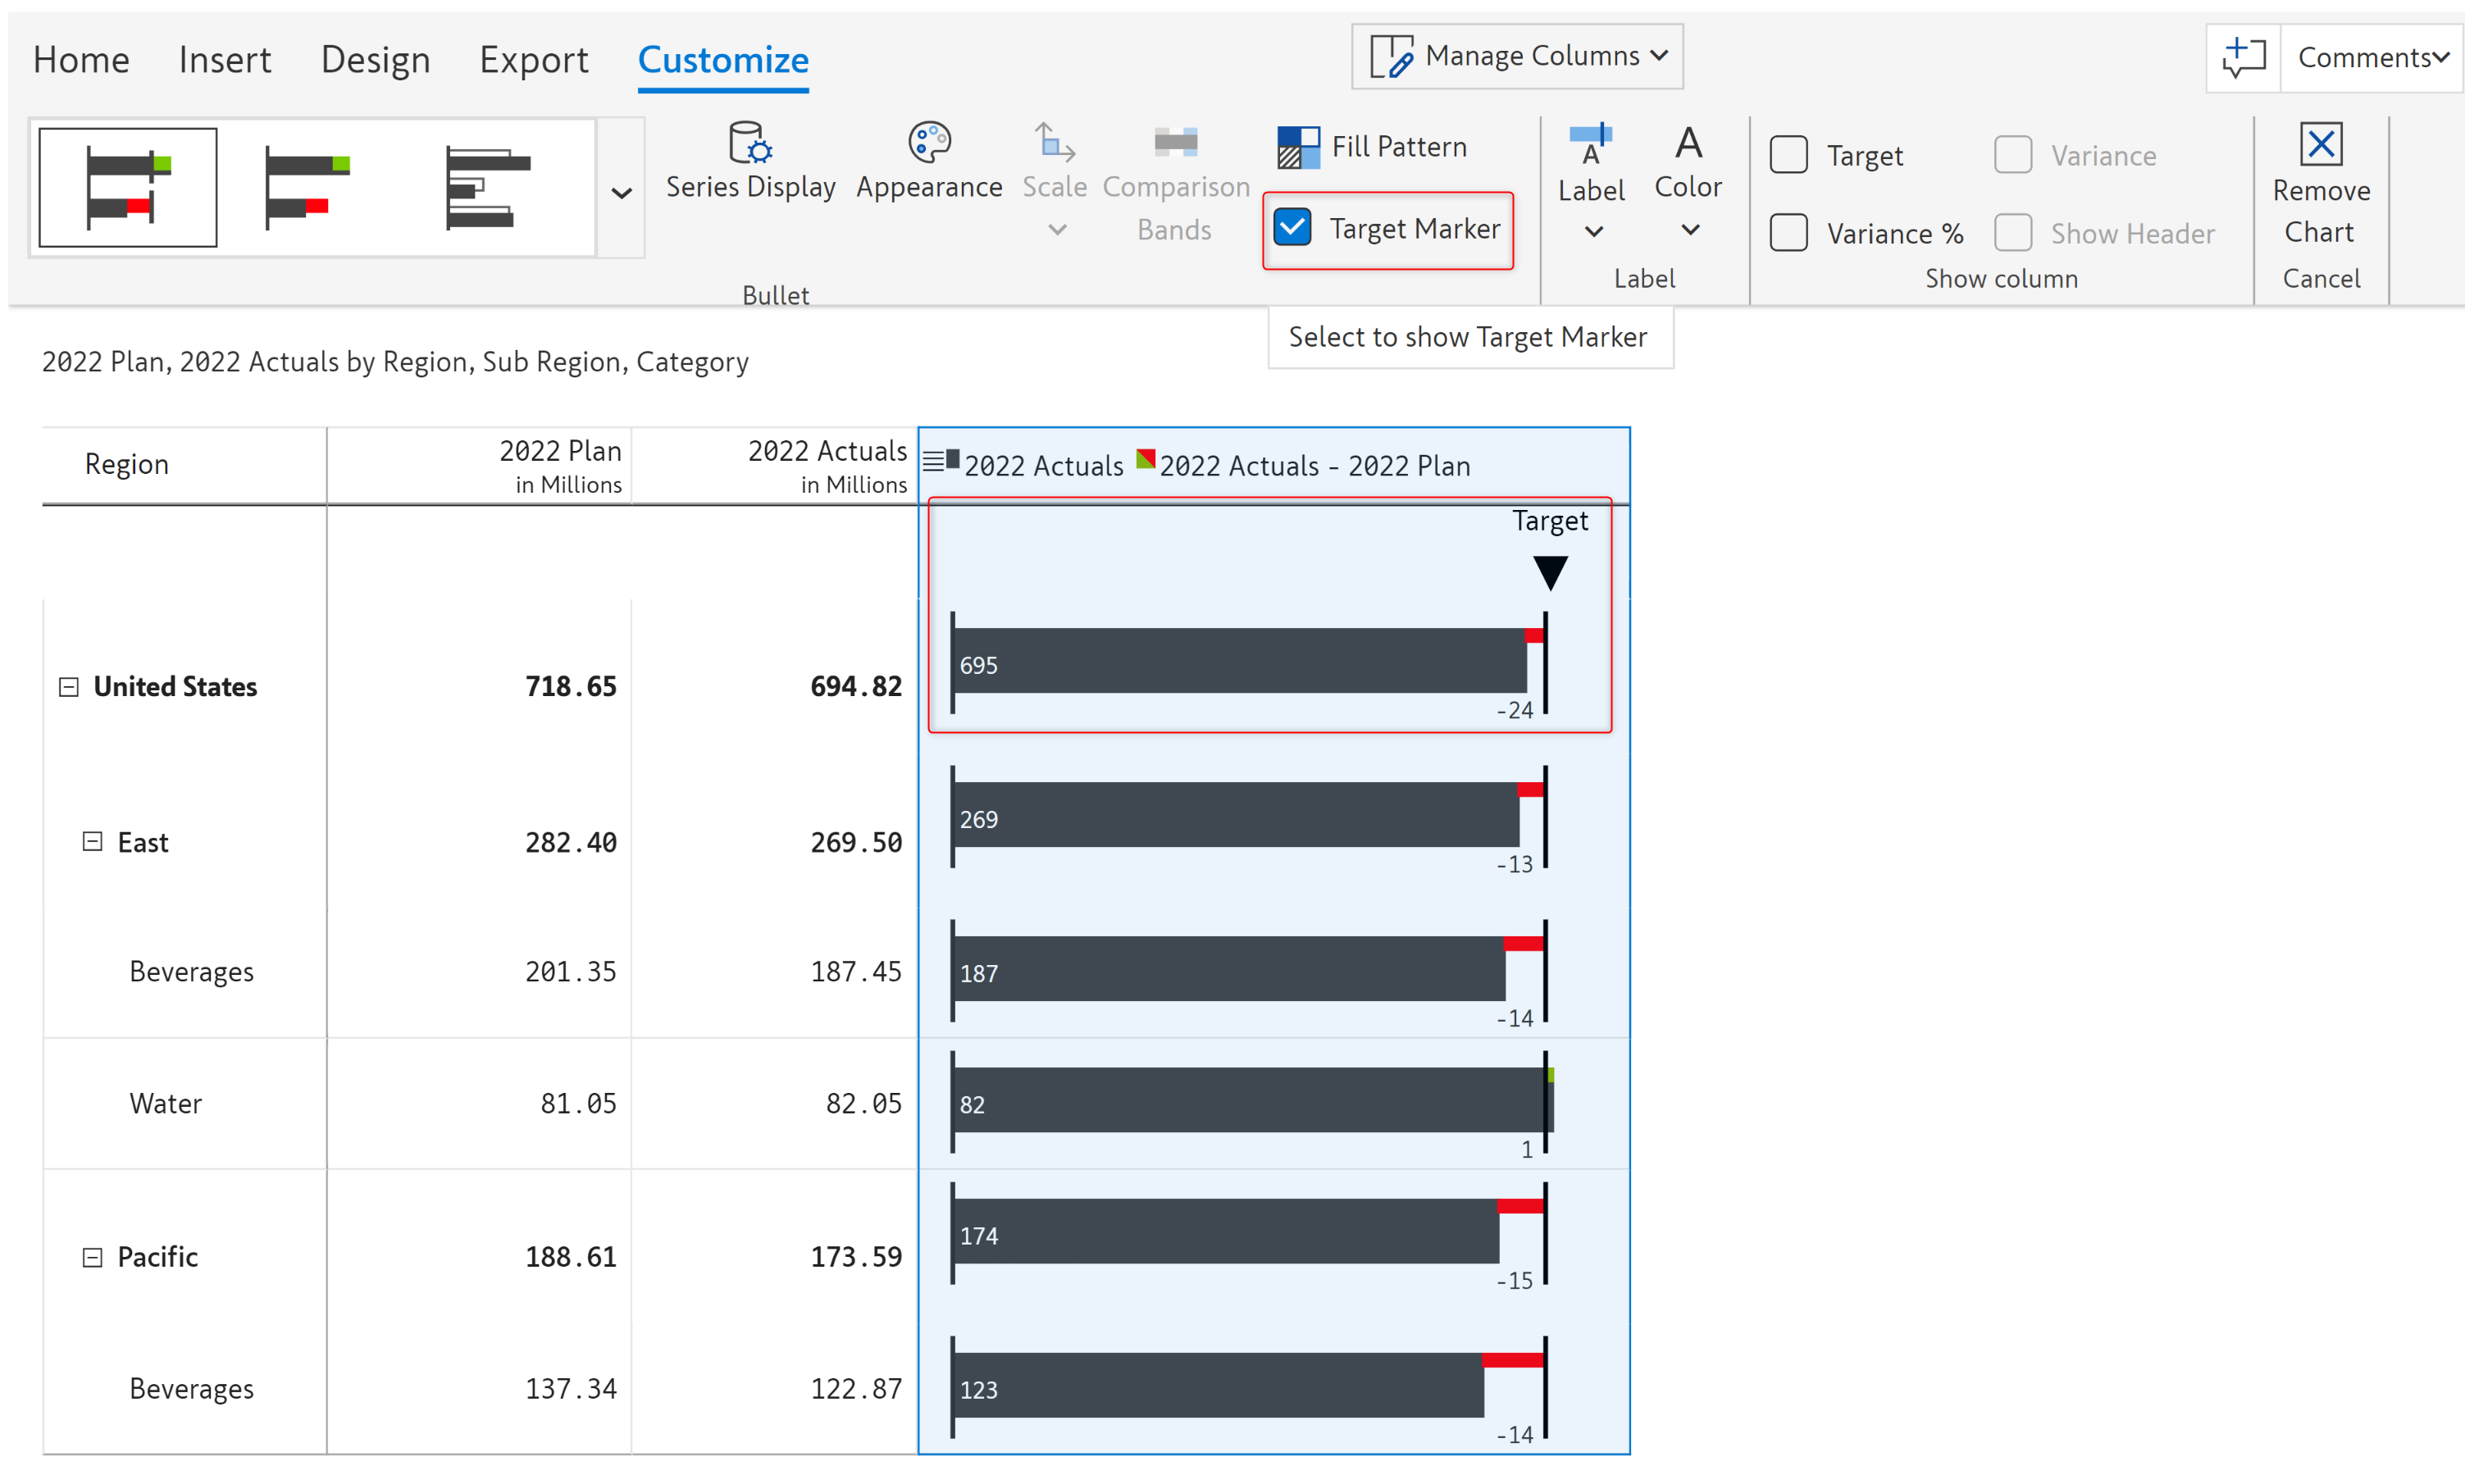 Home Insert Design Export Customize Manage Columns Comments
Series Display Appearance Scale Comparison Bands Fill Pattern
Target Marker
Label Color
Target Variance
Variance % Show Header
Remove Chart
Bullet Label Show column Cancel
Select to show Target Marker
2022 Plan, 2022 Actuals by Region, Sub Region, Category
Region 2022 Plan in Millions 2022 Actuals in Millions 2022 Actuals 2022 Actuals - 2022 Plan
Target
United States 718.65 694.82 695 -24
East 282.40 269.50 269 -13
Beverages 201.35 187.45 187 -14
Water 81.05 82.05 82 1
Pacific 188.61 173.59 174 -15
Beverages 137.34 122.87 123 -14